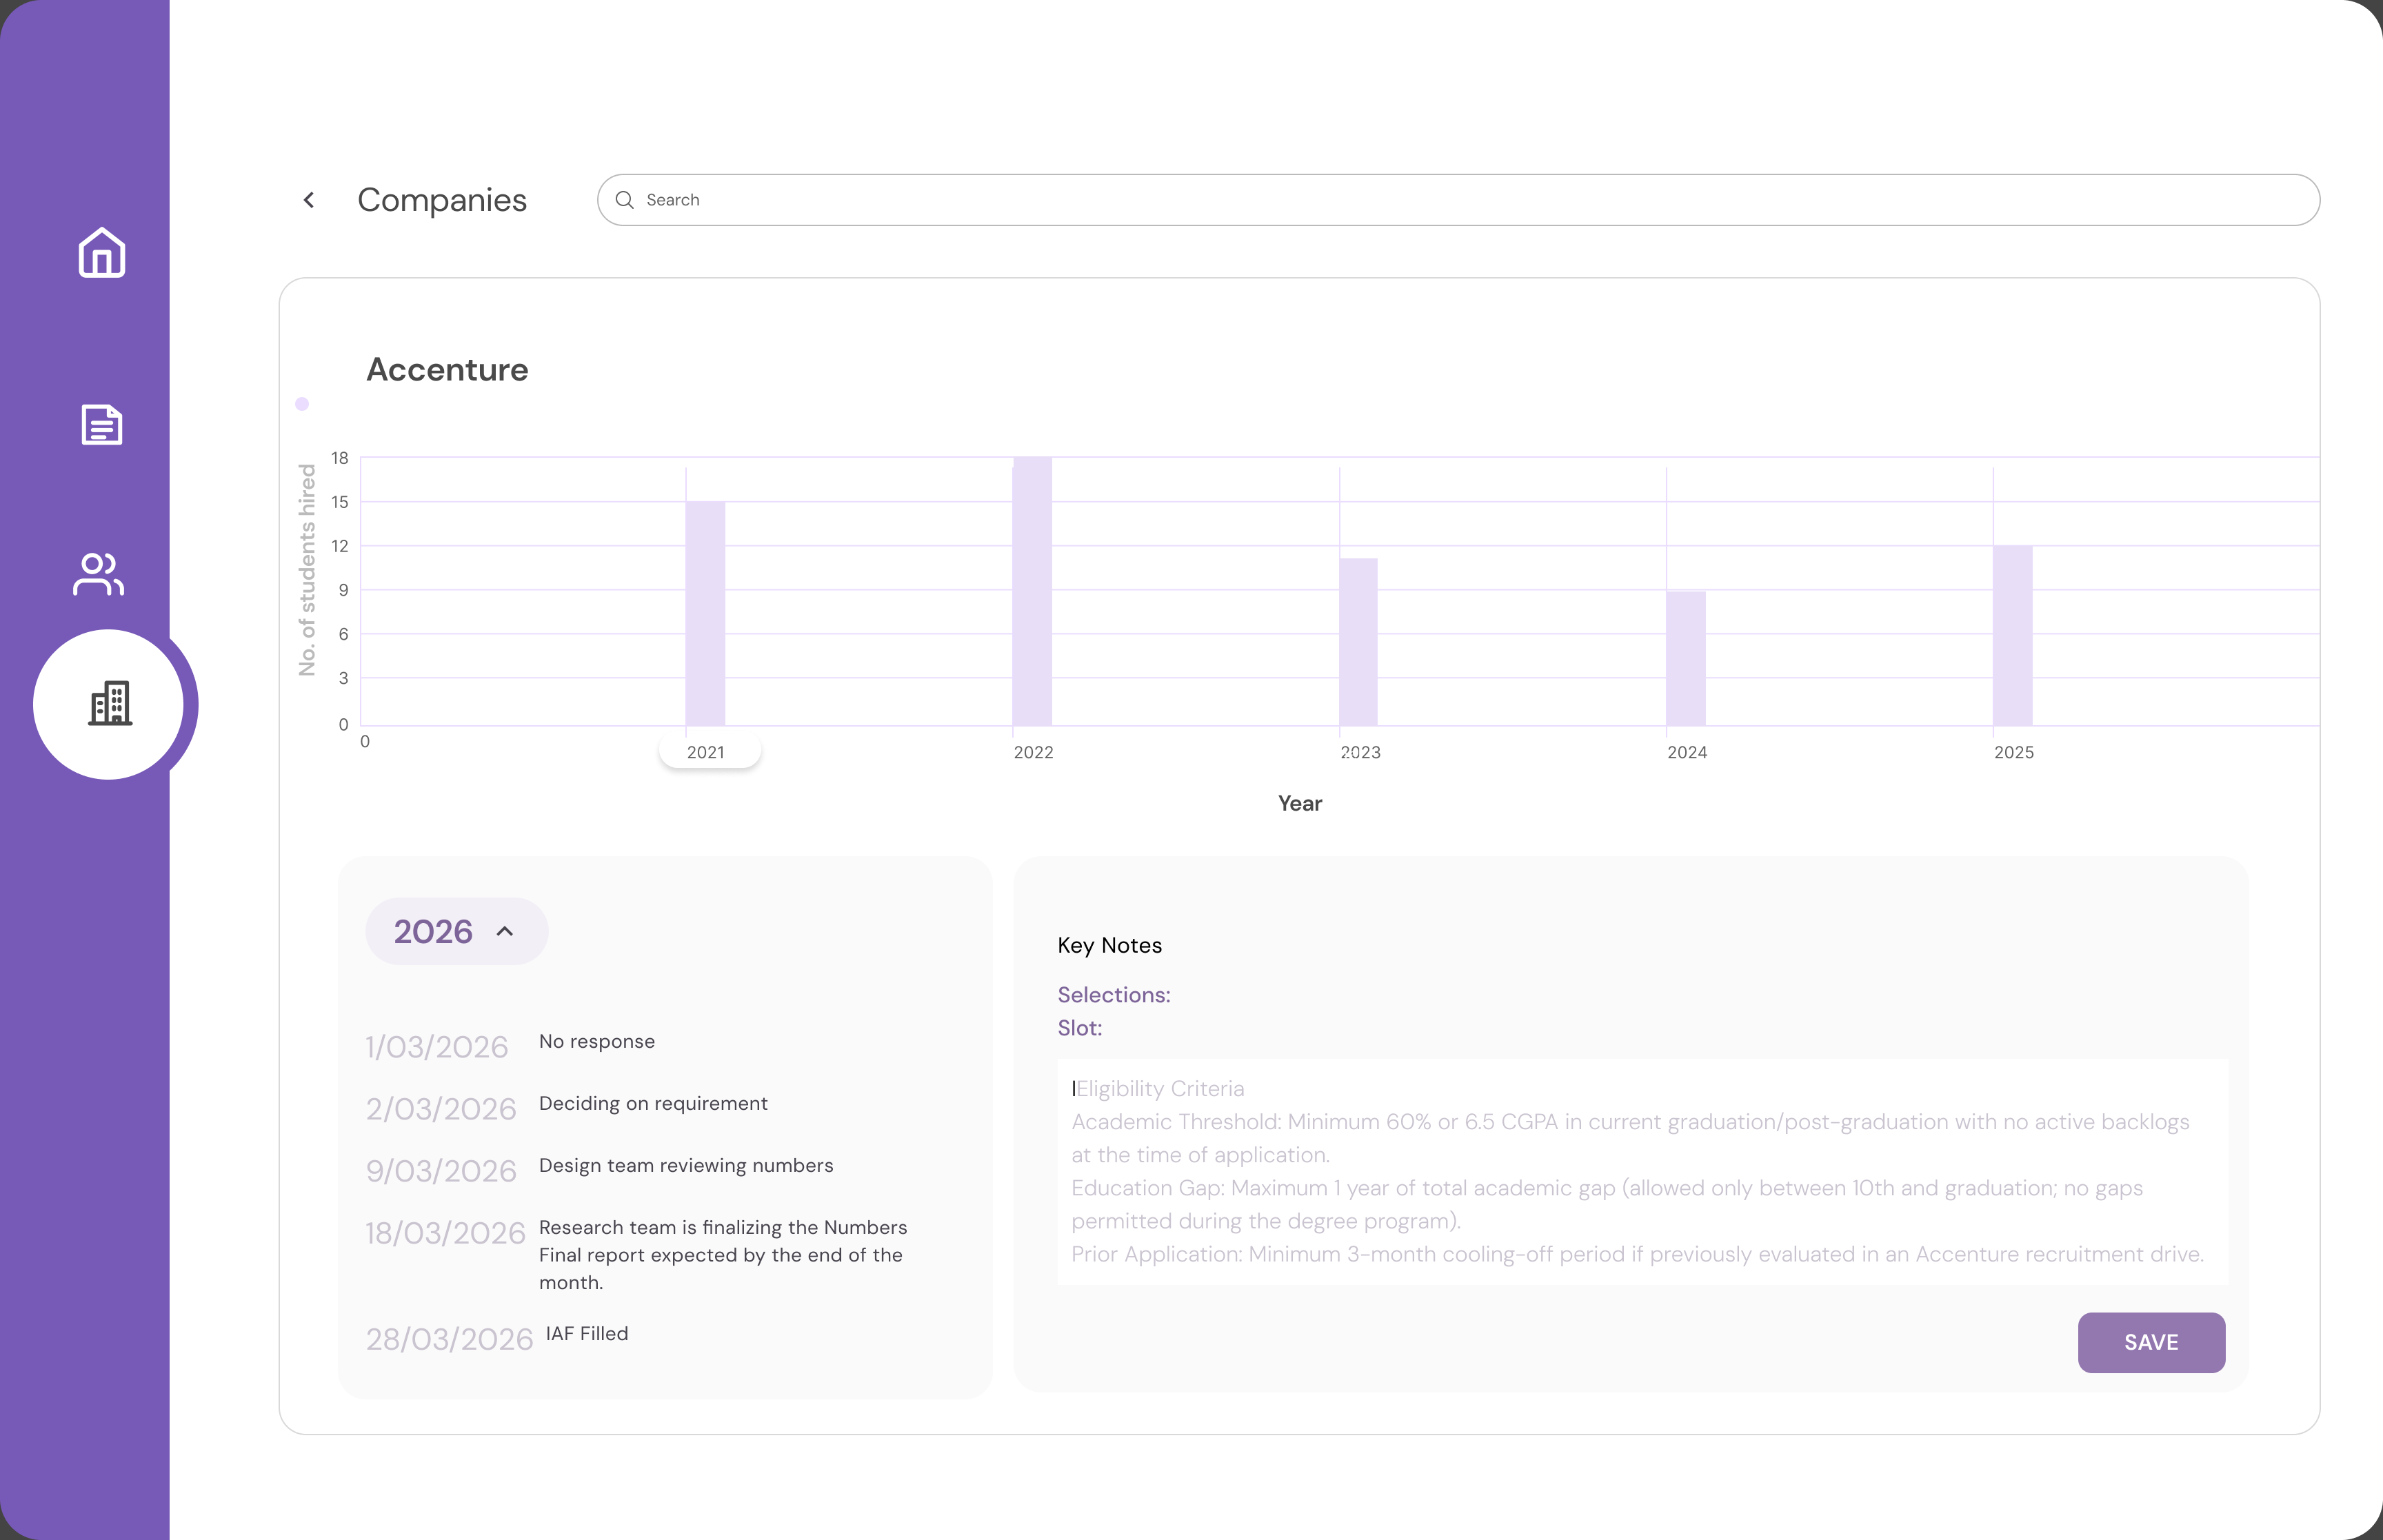 Companies
Search
Accenture
No. of students hired
18
15
12
9
6
3
0
0
2021
2022
2023
2024
2025
Year
2026
1/03/2026 No response
2/03/2026 Deciding on requirement
9/03/2026 Design team reviewing numbers
18/03/2026 Research team is finalizing the Numbers
Final report expected by the end of the
month.
28/03/2026 IAF Filled
Key Notes
Selections:
Slot:
Eligibility Criteria
Academic Threshold: Minimum 60% or 6.5 CGPA in current graduation/post-graduation with no active backlogs
at the time of application.
Education Gap: Maximum 1 year of total academic gap (allowed only between 10th and graduation; no gaps
permitted during the degree program).
Prior Application: Minimum 3-month cooling-off period if previously evaluated in an Accenture recruitment drive.
SAVE